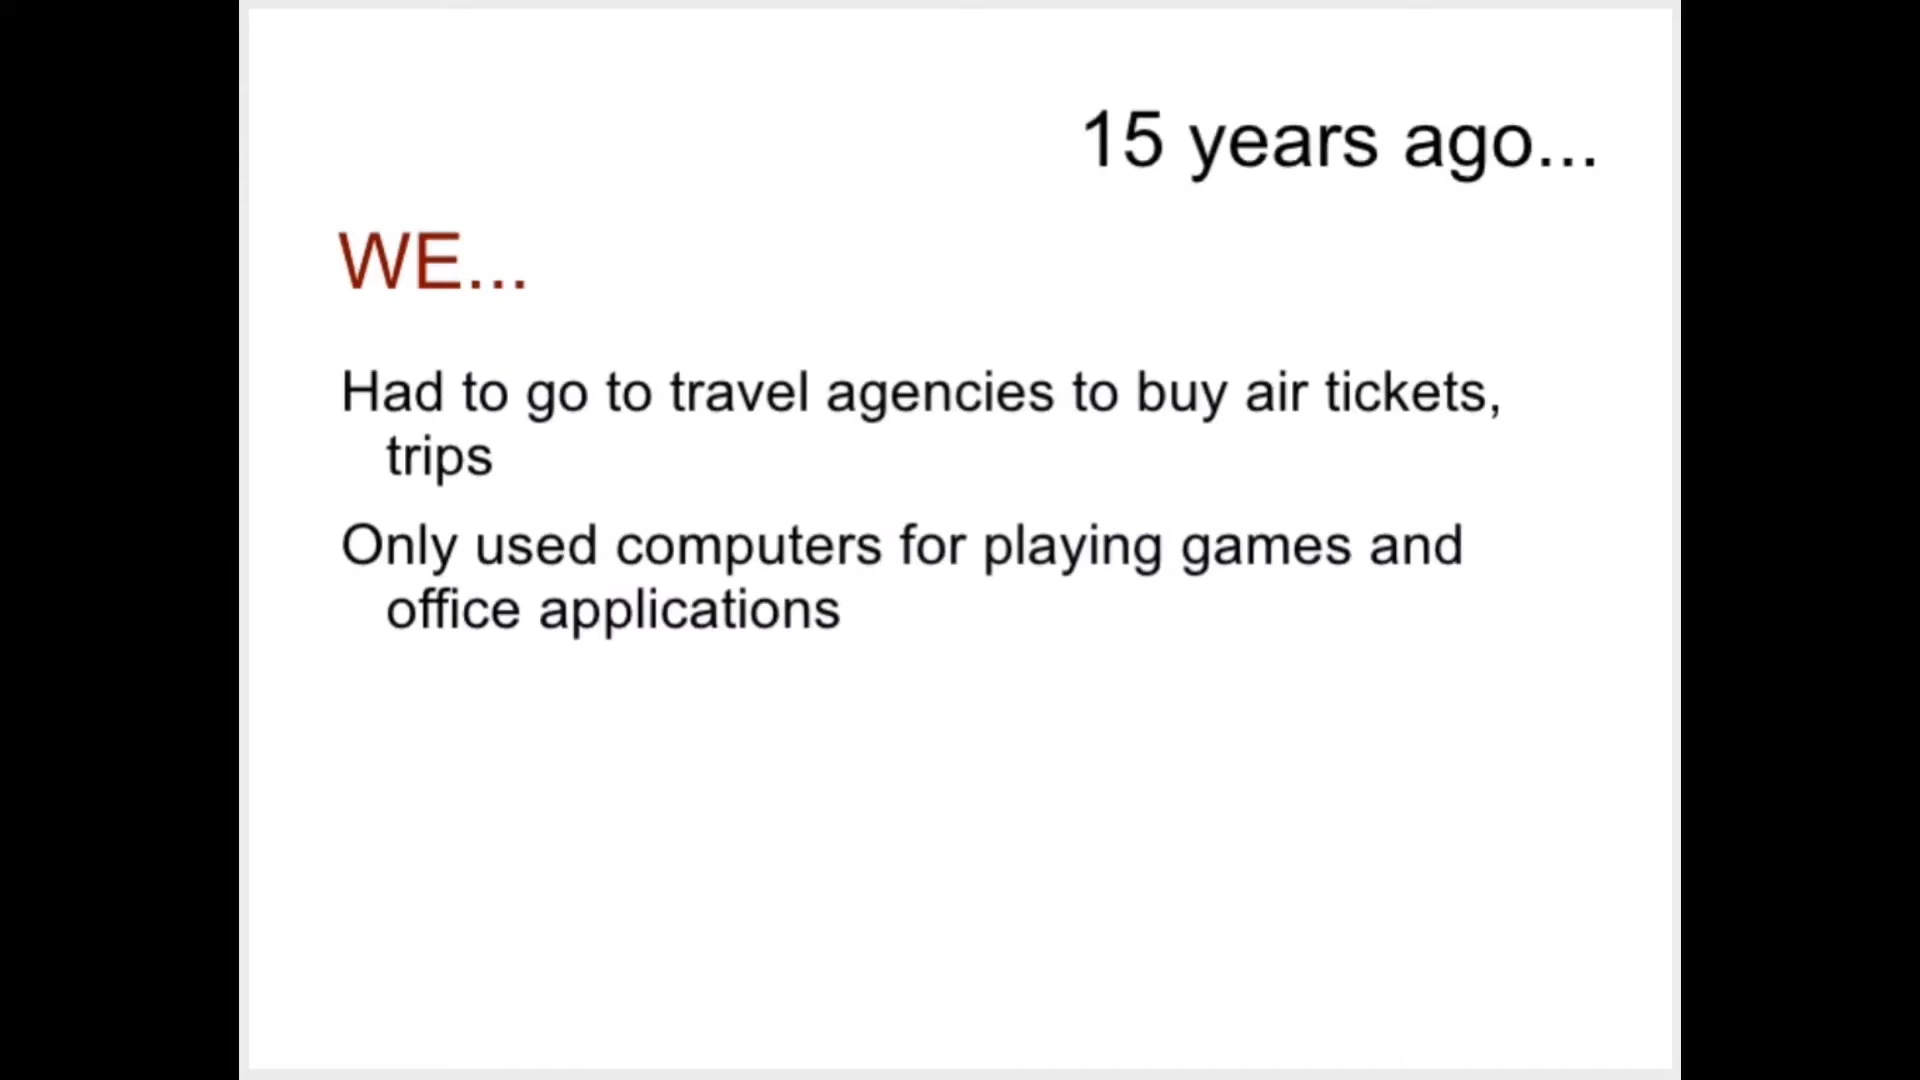 15 years ago...
WE...
Had to go to travel agencies to buy air tickets,
trips
Only used computers for playing games and
office applications